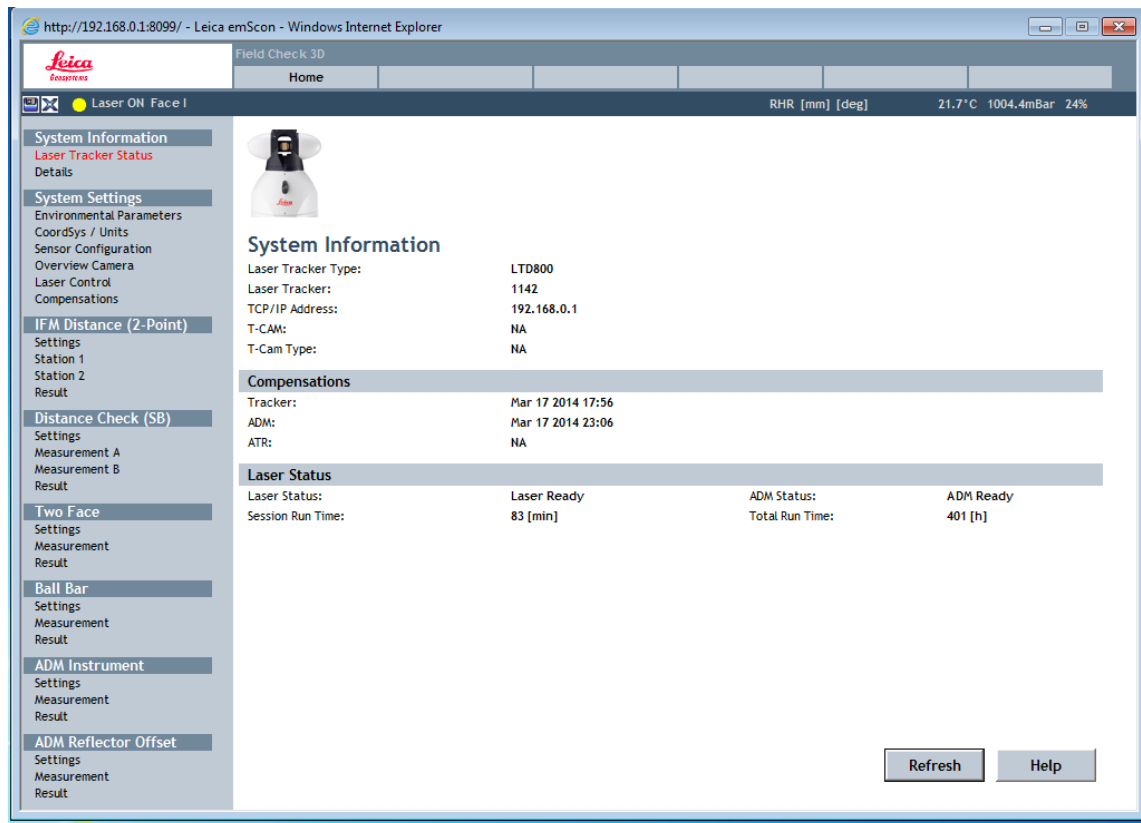 http://192.168.0.1:8099/ - Leica emScon - Windows Internet Explorer
Leica
Geosystems
Field Check 3D
Home
Laser ON Face I
RHR [mm] [deg] 21.7°C 1004.4mBar 24%
System Information
Laser Tracker Status
Details
System Settings
Environmental Parameters
CoordSys / Units
Sensor Configuration
Overview Camera
Laser Control
Compensations
IFM Distance (2-Point)
Settings
Station 1
Station 2
Result
Distance Check (SB)
Settings
Measurement A
Measurement B
Result
Two Face
Settings
Measurement
Result
Ball Bar
Settings
Measurement
Result
ADM Instrument
Settings
Measurement
Result
ADM Reflector Offset
Settings
Measurement
Result
Leica
System Information
Laser Tracker Type: LTD800
Laser Tracker: 1142
TCP/IP Address: 192.168.0.1
T-CAM: NA
T-Cam Type: NA
Compensations
Tracker: Mar 17 2014 17:56
ADM: Mar 17 2014 23:06
ATR: NA
Laser Status
Laser Status: Laser Ready ADM Status: ADM Ready
Session Run Time: 83 [min] Total Run Time: 401 [h]
Refresh Help